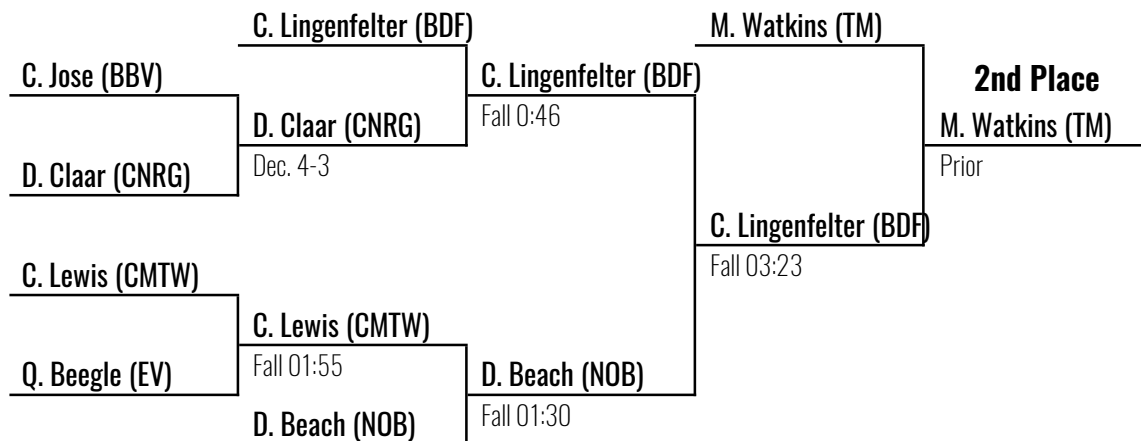 C. Lingenfelter (BDF)
M. Watkins (TM)
C. Jose (BBV)
C. Lingenfelter (BDF)
2nd Place
Fall 0:46
D. Claar (CNRG)
M. Watkins (TM)
Dec. 4-3
Prior
D. Claar (CNRG)
C. Lingenfelter (BDF)
Fall 03:23
C. Lewis (CMTW)
C. Lewis (CMTW)
Fall 01:55
Q. Beegle (EV)
D. Beach (NOB)
Fall 01:30
D. Beach (NOB)